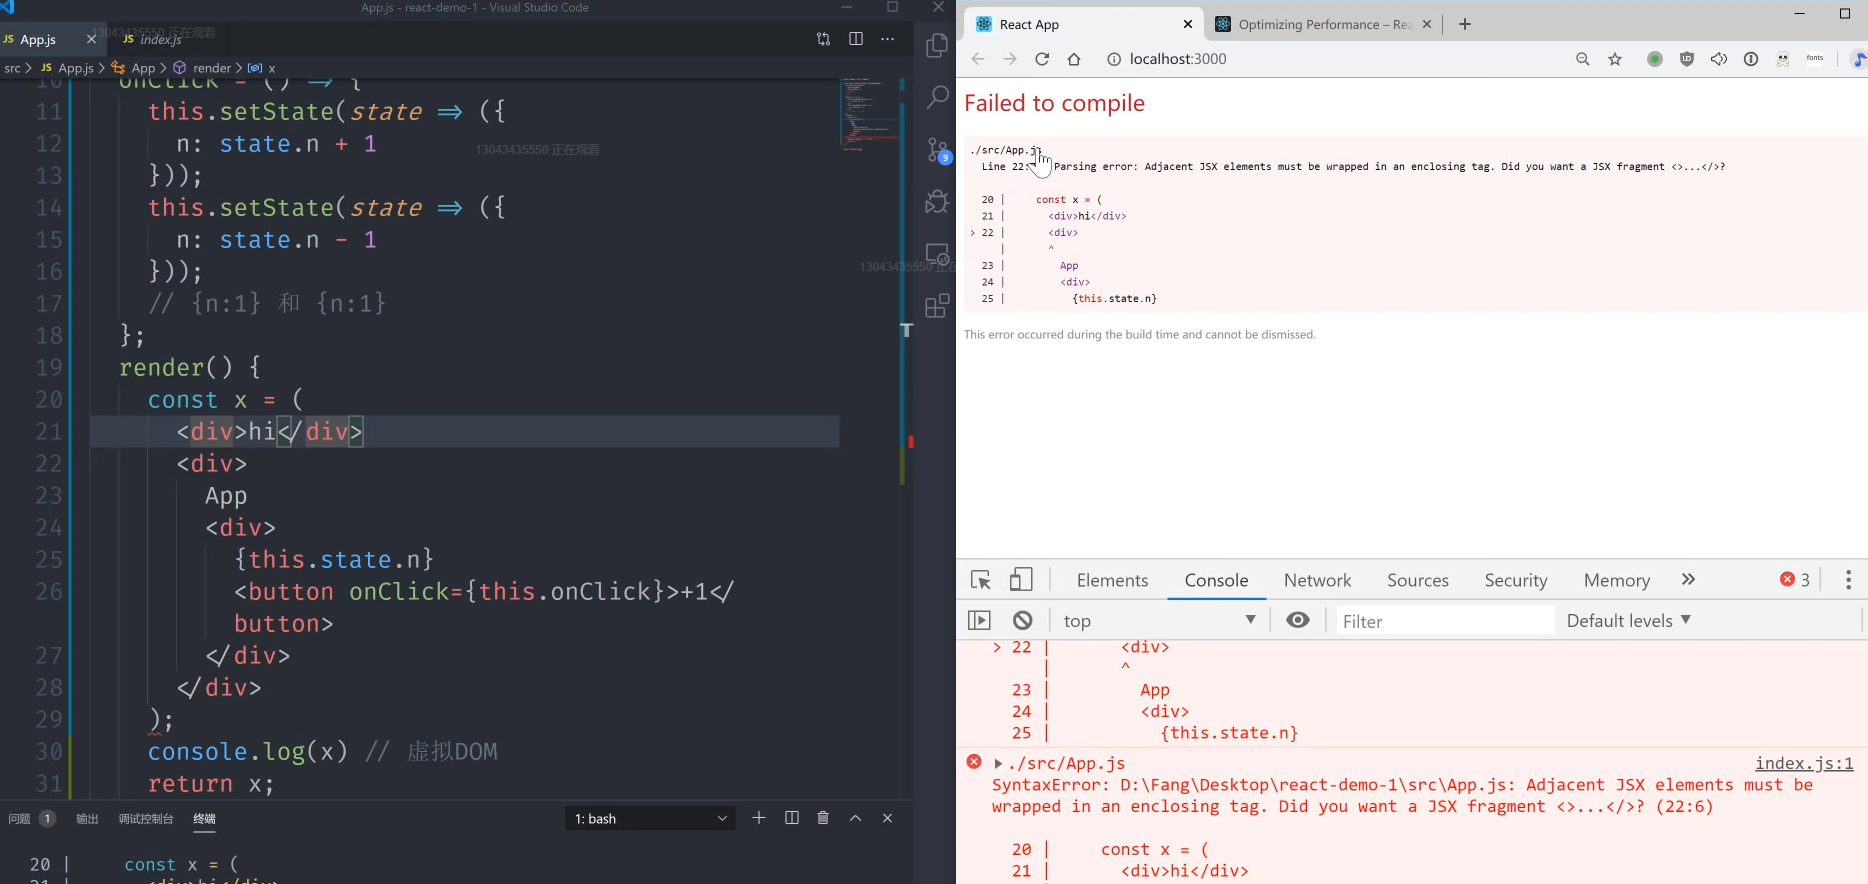 App.js - react-demo-1 - Visual Studio Code
JS App.js
JS index.js
13043435550 正在观看
src > JS App.js > App > render > x
10 onClick = () => {
11 this.setState(state => ({
12 n: state.n + 1
13 }));
14 this.setState(state => ({
15 n: state.n - 1
16 }));
17 // {n:1} 和 {n:1}
18 };
19 render() {
20 const x = (
21 <div>hi</div>
22 <div>
23 App
24 <div>
25 {this.state.n}
26 <button onClick={this.onClick}>+1</
button>
27 </div>
28 </div>
29 );
30 console.log(x) // 虚拟DOM
31 return x;
13043435550 正在观看
13043435550 正在
9
问题 1 输出 调试控制台 终端 1: bash
20 | const x = (
React App
Optimizing Performance – Rea
localhost:3000
fonts
Failed to compile
./src/App.js
Line 22: Parsing error: Adjacent JSX elements must be wrapped in an enclosing tag. Did you want a JSX fragment <>...</>?
20 | const x = (
21 | <div>hi</div>
> 22 | <div>
| ^
23 | App
24 | <div>
25 | {this.state.n}
This error occurred during the build time and cannot be dismissed.
Elements Console Network Sources Security Memory » 3
top Filter Default levels
> 22 | <div>
| ^
23 | App
24 | <div>
25 | {this.state.n}
./src/App.js index.js:1
SyntaxError: D:\Fang\Desktop\react-demo-1\src\App.js: Adjacent JSX elements must be
wrapped in an enclosing tag. Did you want a JSX fragment <>...</>? (22:6)
20 | const x = (
21 | <div>hi</div>